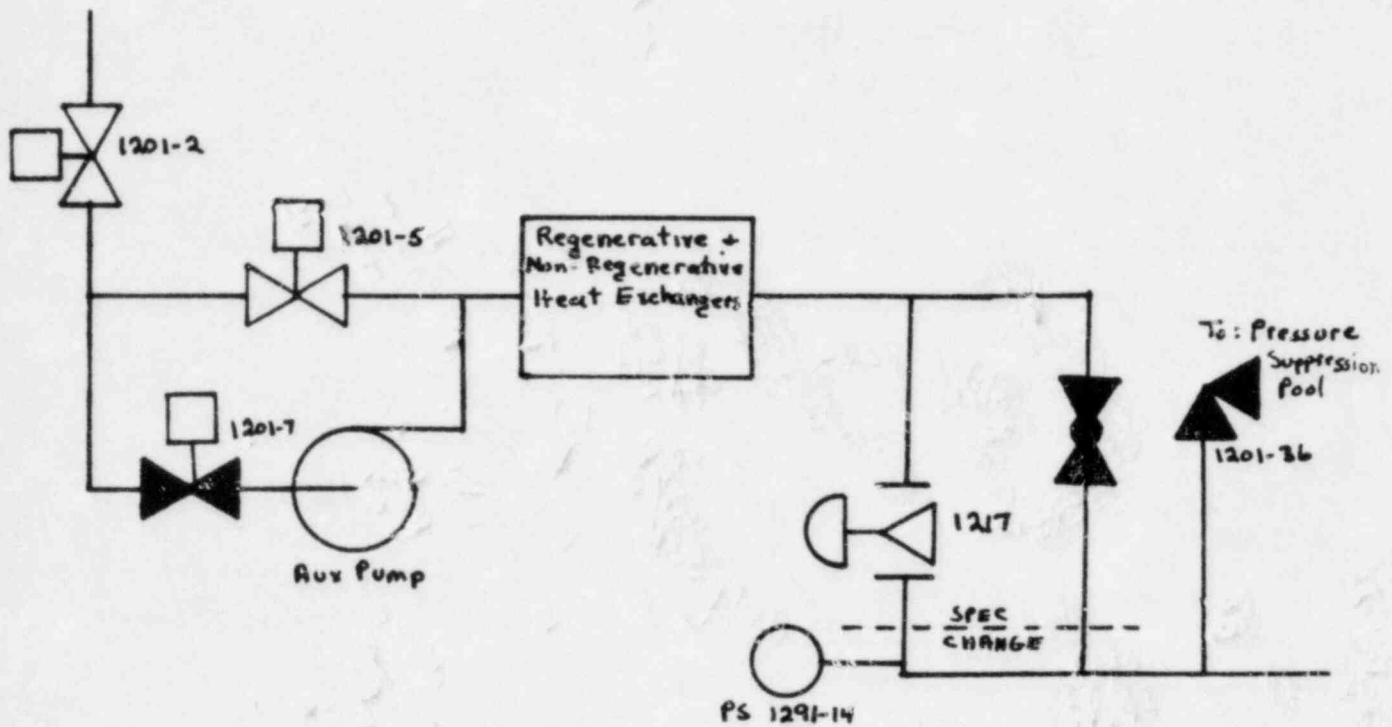 1201-2
1201-5
Regenerative +
Non-Regenerative
Heat Exchangers
To: Pressure
Suppression
Pool
1201-7
1201-36
1217
Aux Pump
SPEC
CHANGE
PS 1291-14